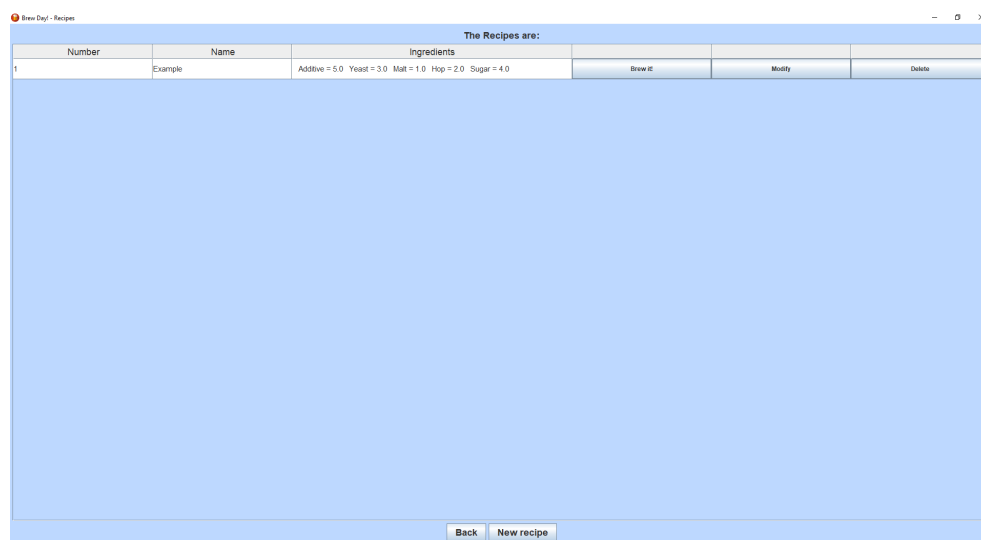 Brew Day! - Recipes
The Recipes are:
Number Name Ingredients
1 Example Additive = 5.0 Yeast = 3.0 Malt = 1.0 Hop = 2.0 Sugar = 4.0 Brew it! Modify Delete
Back New recipe